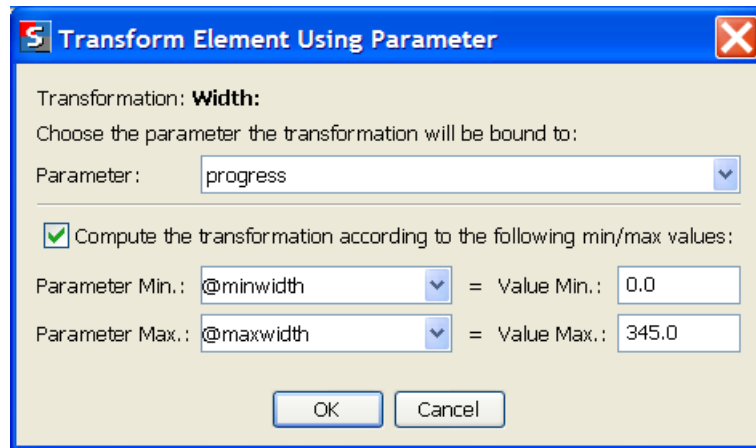 Transform Element Using Parameter
Transformation: Width:
Choose the parameter the transformation will be bound to:
Parameter: progress
Compute the transformation according to the following min/max values:
Parameter Min.: @minwidth = Value Min.: 0.0
Parameter Max.: @maxwidth = Value Max.: 345.0
OK Cancel